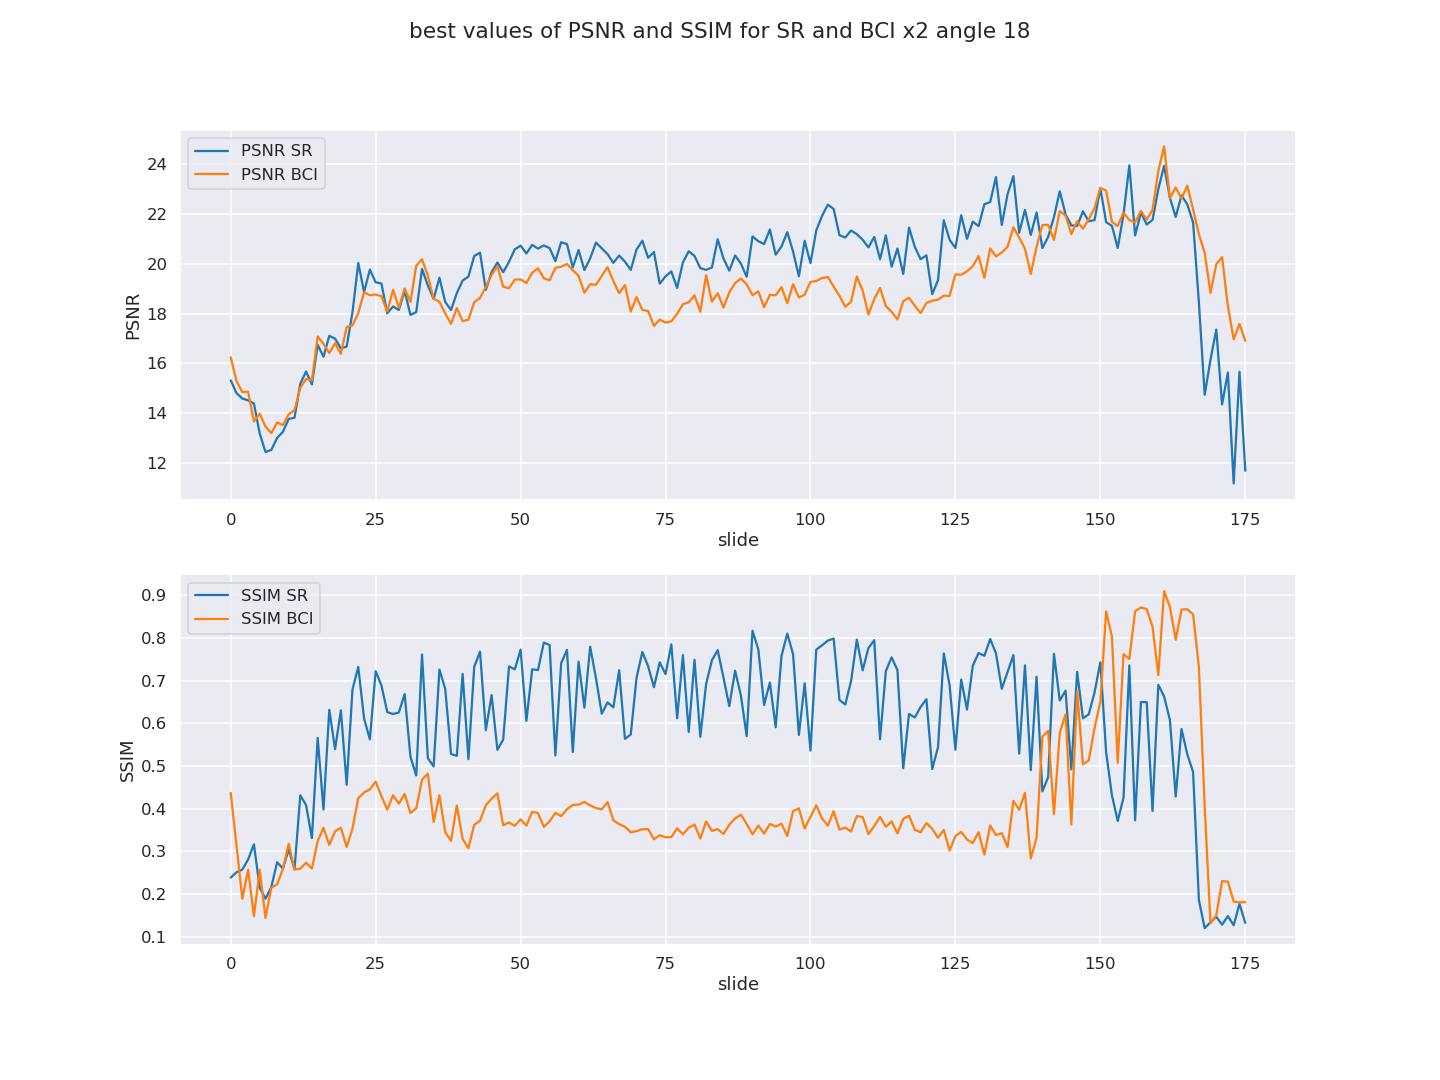 best values of PSNR and SSIM for SR and BCI x2 angle 18
PSNR SR
PSNR BCI
24
22
20
18
16
14
12
PSNR
0 25 50 75 100 125 150 175
slide
SSIM SR
SSIM BCI
0.9
0.8
0.7
0.6
0.5
0.4
0.3
0.2
0.1
SSIM
0 25 50 75 100 125 150 175
slide